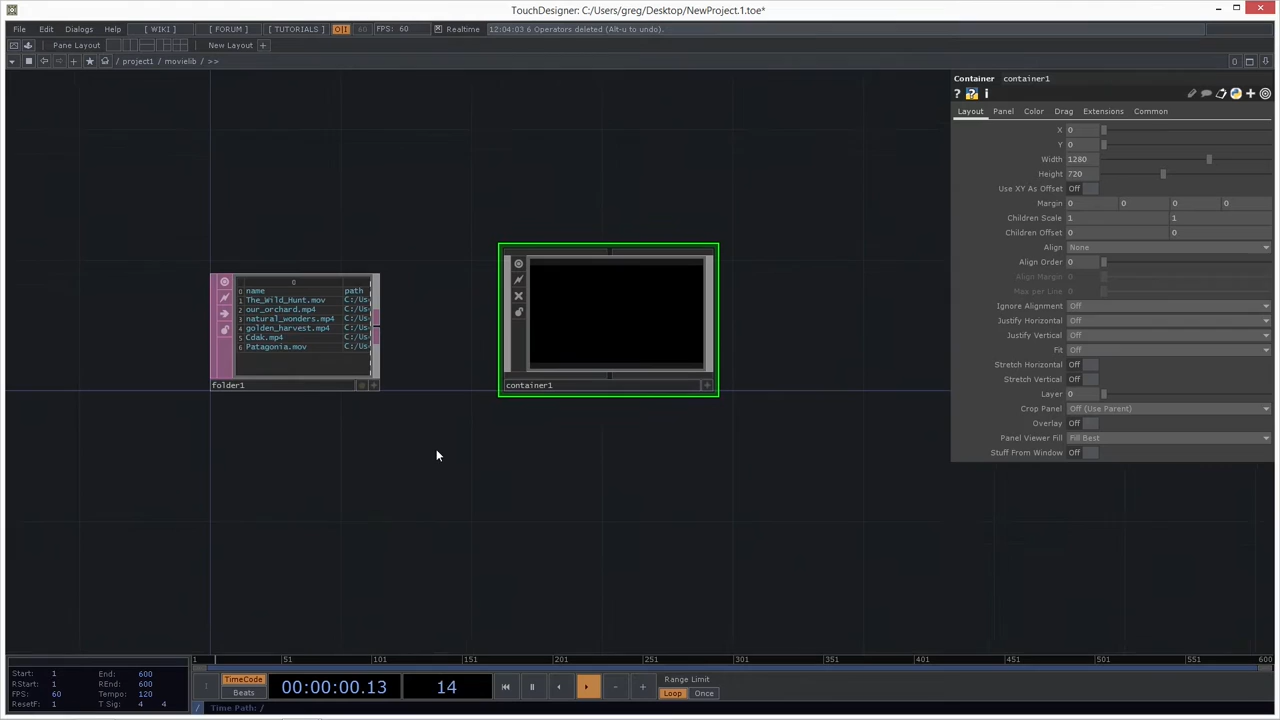 TouchDesigner: C:/Users/greg/Desktop/NewProject.1.toe*
File Edit Dialogs Help [ WIKI ] [ FORUM ] [ TUTORIALS ] O|! 60 FPS: 60 Realtime 12:04:03 6 Operators deleted (Alt-u to undo).
Pane Layout New Layout +
/ project1 / movielib / >> 0
Container container1
? ? i
Layout Panel Color Drag Extensions Common
X 0
Y 0
Width 1280
Height 720
Use XY As Offset Off
Margin 0 0 0 0
Children Scale 1 1
Children Offset 0 0
Align None
Align Order 0
Align Margin 0
Max per Line 0
Ignore Alignment Off
Justify Horizontal Off
Justify Vertical Off
Fit Off
Stretch Horizontal Off
Stretch Vertical Off
Layer 0
Crop Panel Off (Use Parent)
Overlay Off
Panel Viewer Fill Fill Best
Stuff From Window Off
0
0 name path
1 The_Wild_Hunt.mov C:/Us
2 our_orchard.mp4 C:/Us
3 natural_wonders.mp4 C:/Us
4 golden_harvest.mp4 C:/Us
5 Cdak.mp4 C:/Us
6 Patagonia.mov C:/Us
folder1
container1
1 51 101 151 201 251 301 351 401 451 501 551 600
Start: 1 End: 600
RStart: 1 REnd: 600
FPS: 60 Tempo: 120
ResetF: 1 T Sig: 4 4
TimeCode
Beats
00:00:00.13
14
Range Limit
Loop Once
/ Time Path: /